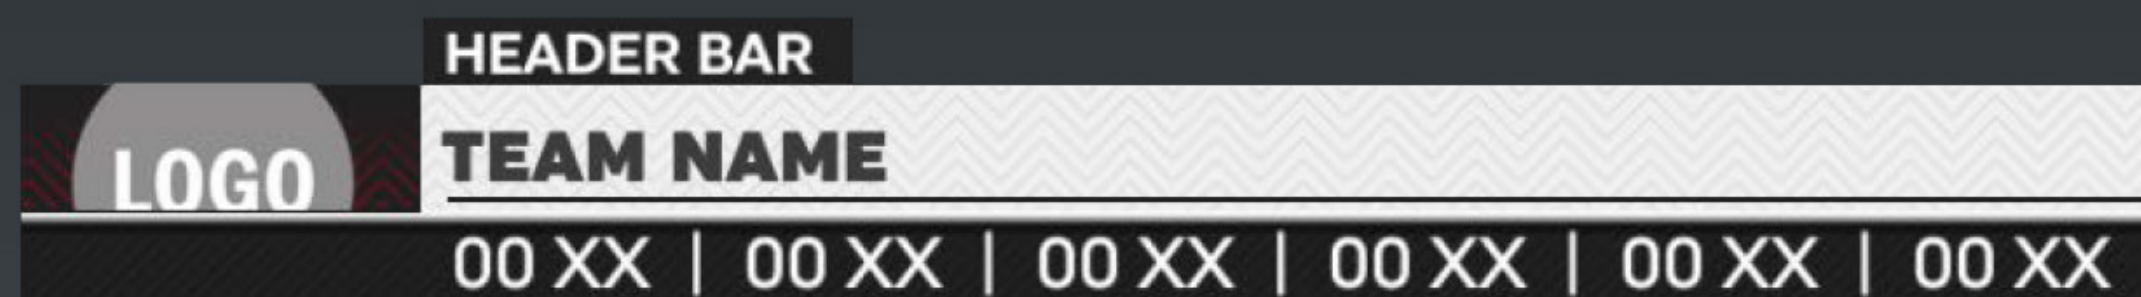 HEADER BAR
LOGO
TEAM NAME
00 XX | 00 XX | 00 XX | 00 XX | 00 XX | 00 XX